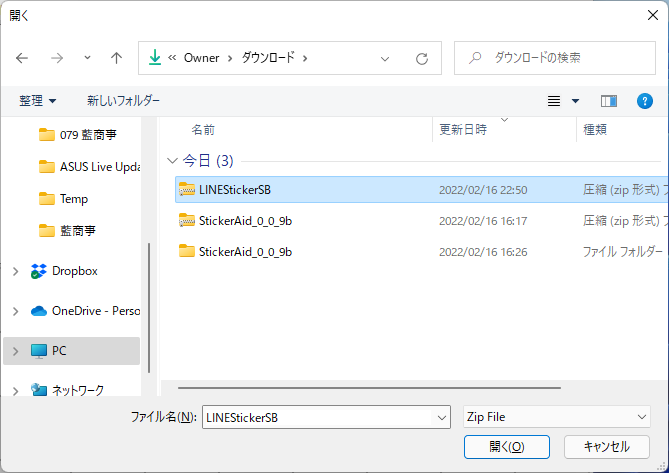 開く
« Owner › ダウンロード ›
ダウンロードの検索
整理 新しいフォルダー
名前 更新日時 種類
079 藍商事
ASUS Live Upda
Temp
藍商事
Dropbox
OneDrive - Perso
PC
ネットワーク
今日 (3)
LINEStickerSB 2022/02/16 22:50 圧縮 (zip 形式) フ
StickerAid_0_0_9b 2022/02/16 16:17 圧縮 (zip 形式) フ
StickerAid_0_0_9b 2022/02/16 16:26 ファイル フォルダー
ファイル名(N): LINEStickerSB Zip File
開く(O) キャンセル